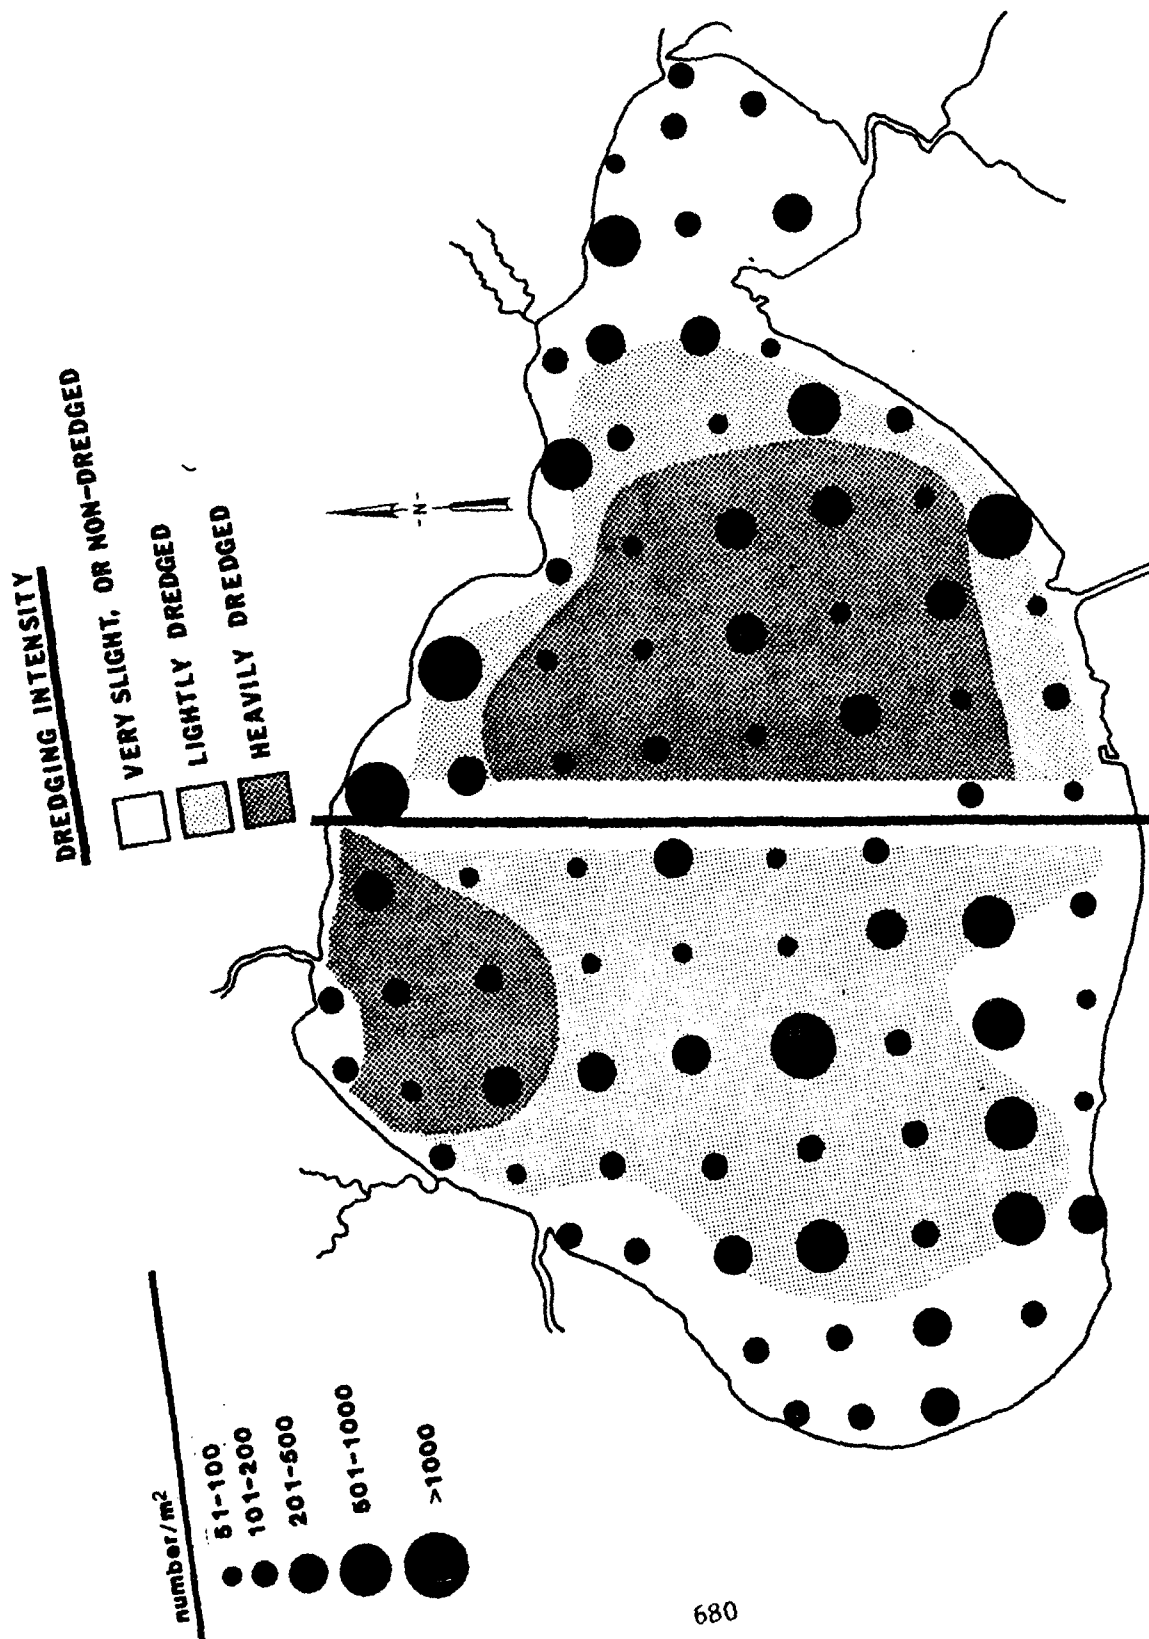 DREDGING INTENSITY
VERY SLIGHT, OR NON-DREDGED
LIGHTLY DREDGED
HEAVILY DREDGED
-N-
number/m²
51-100
101-200
201-500
501-1000
>1000
680